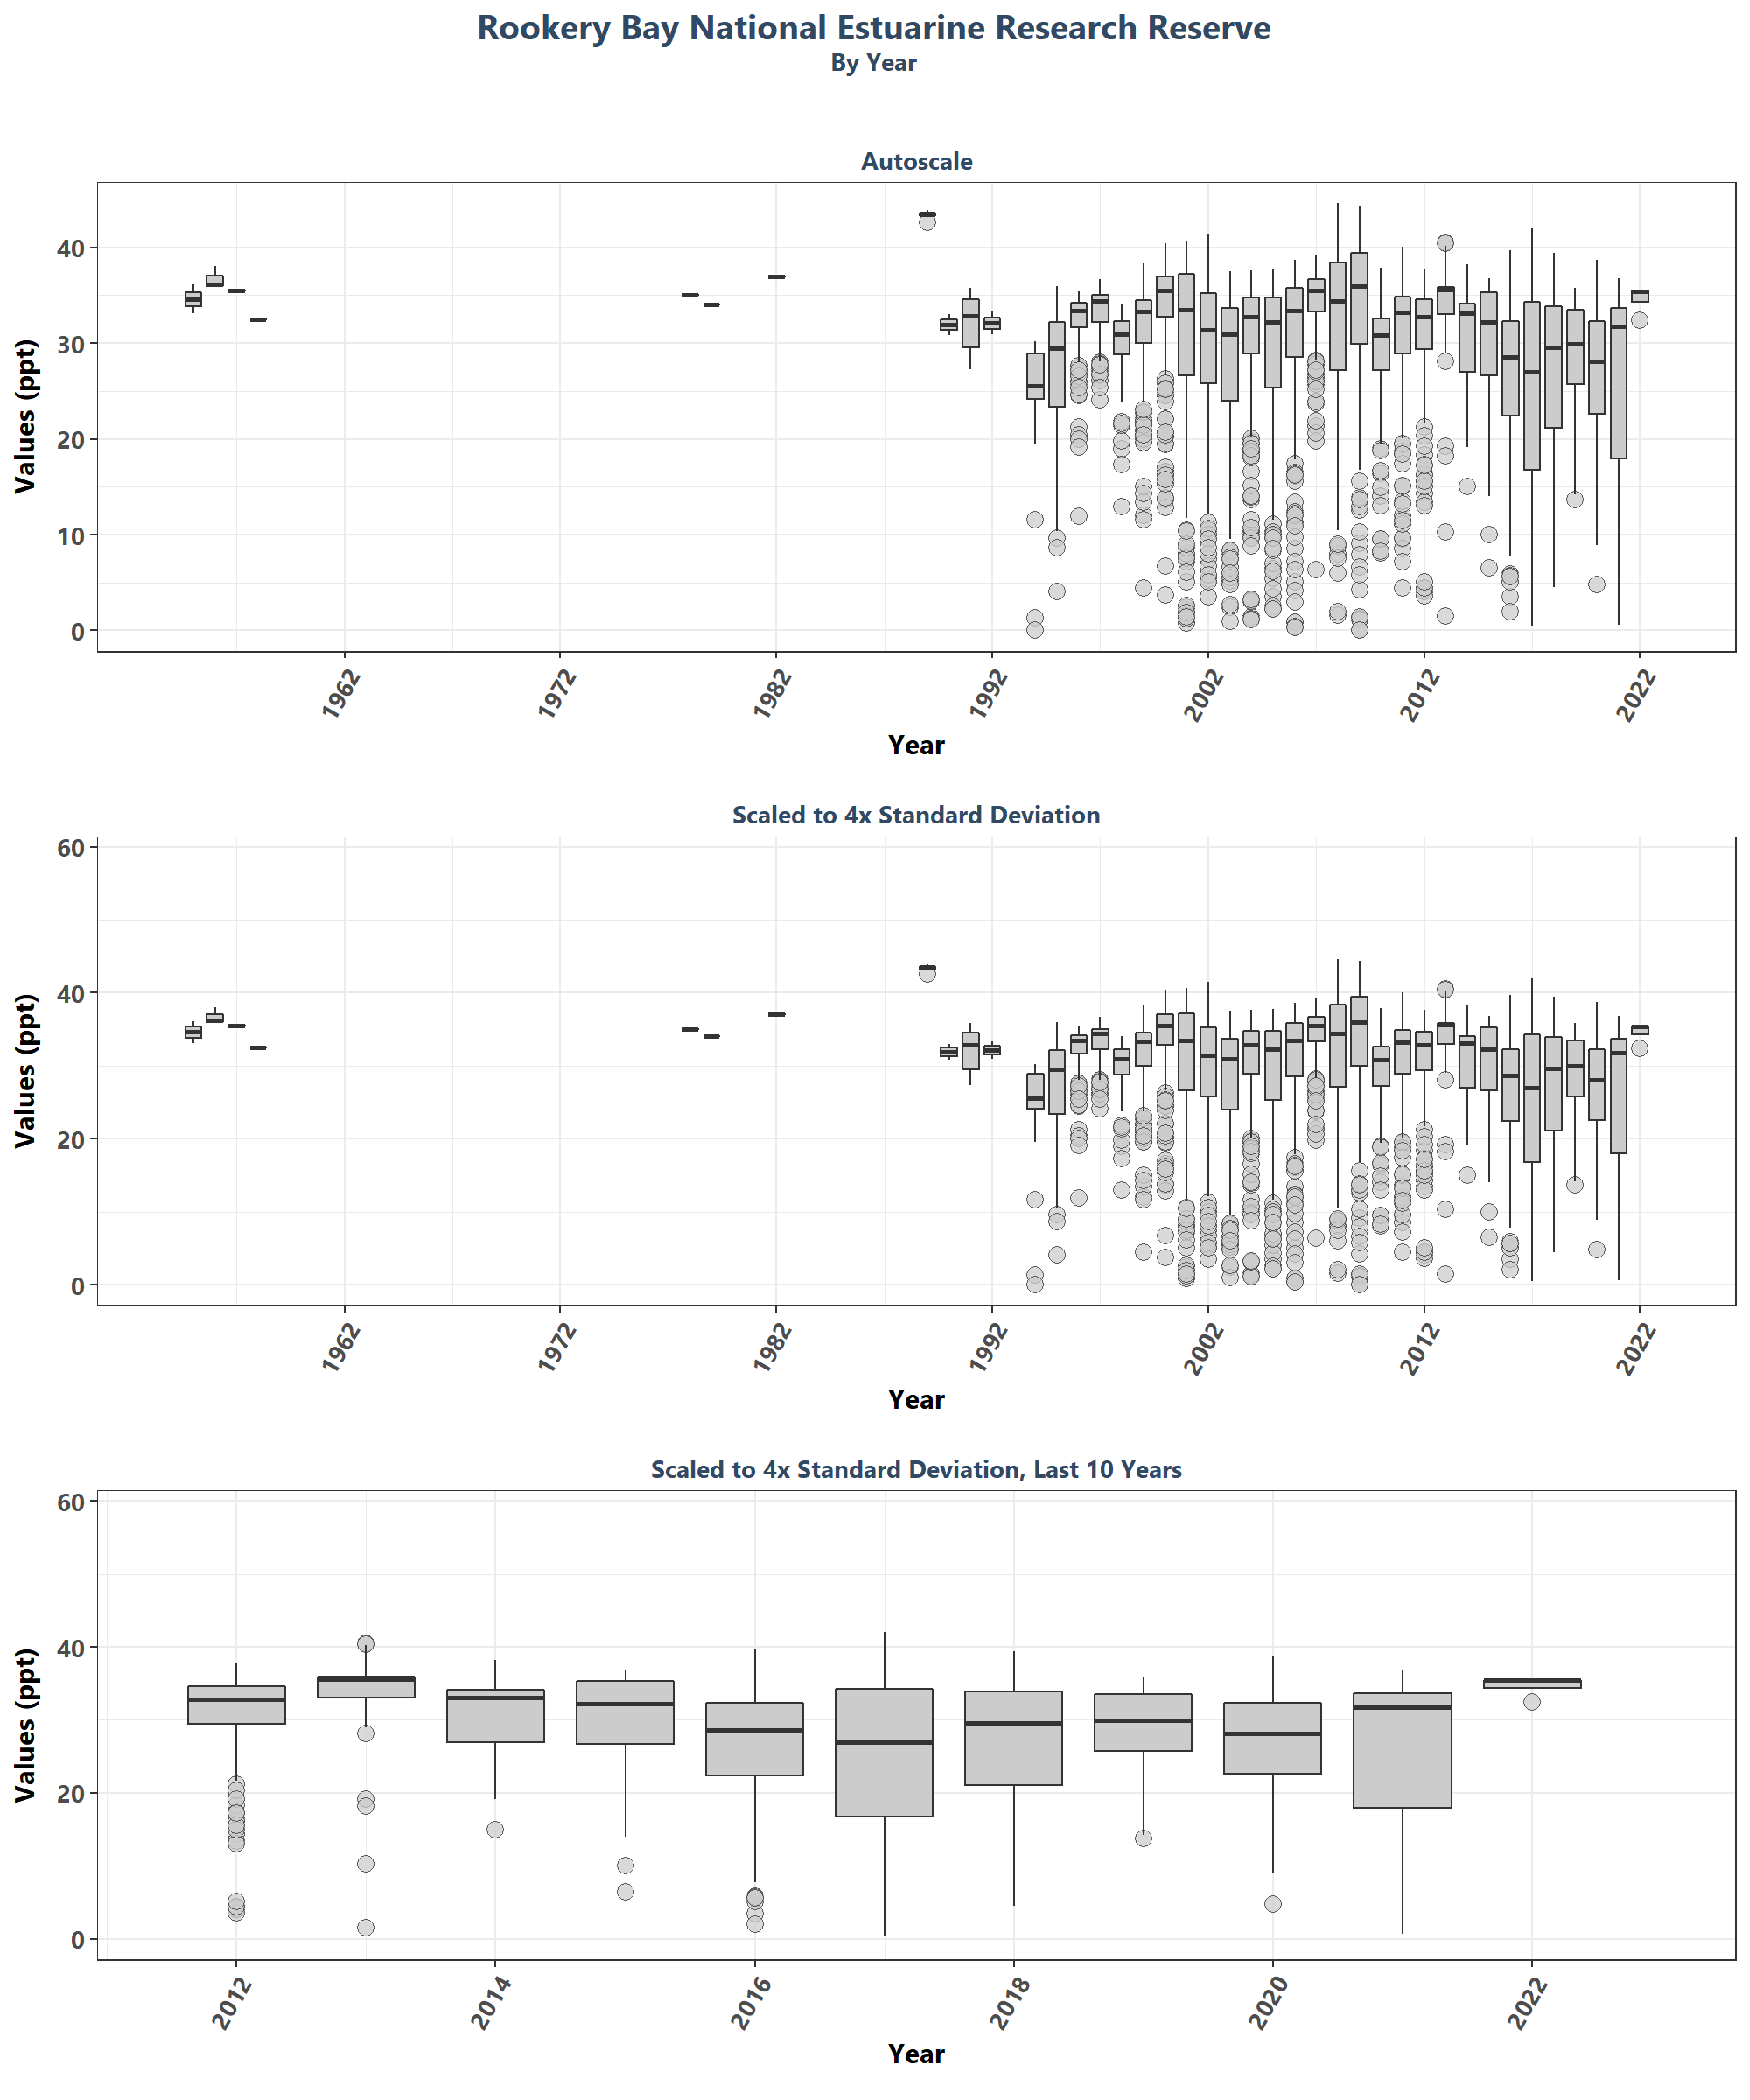 Rookery Bay National Estuarine Research Reserve
By Year
Autoscale
Values (ppt)
40
30
20
10
0
1962 1972 1982 1992 2002 2012 2022
Year
Scaled to 4x Standard Deviation
Values (ppt)
60
40
20
0
1962 1972 1982 1992 2002 2012 2022
Year
Scaled to 4x Standard Deviation, Last 10 Years
Values (ppt)
60
40
20
0
2012 2014 2016 2018 2020 2022
Year